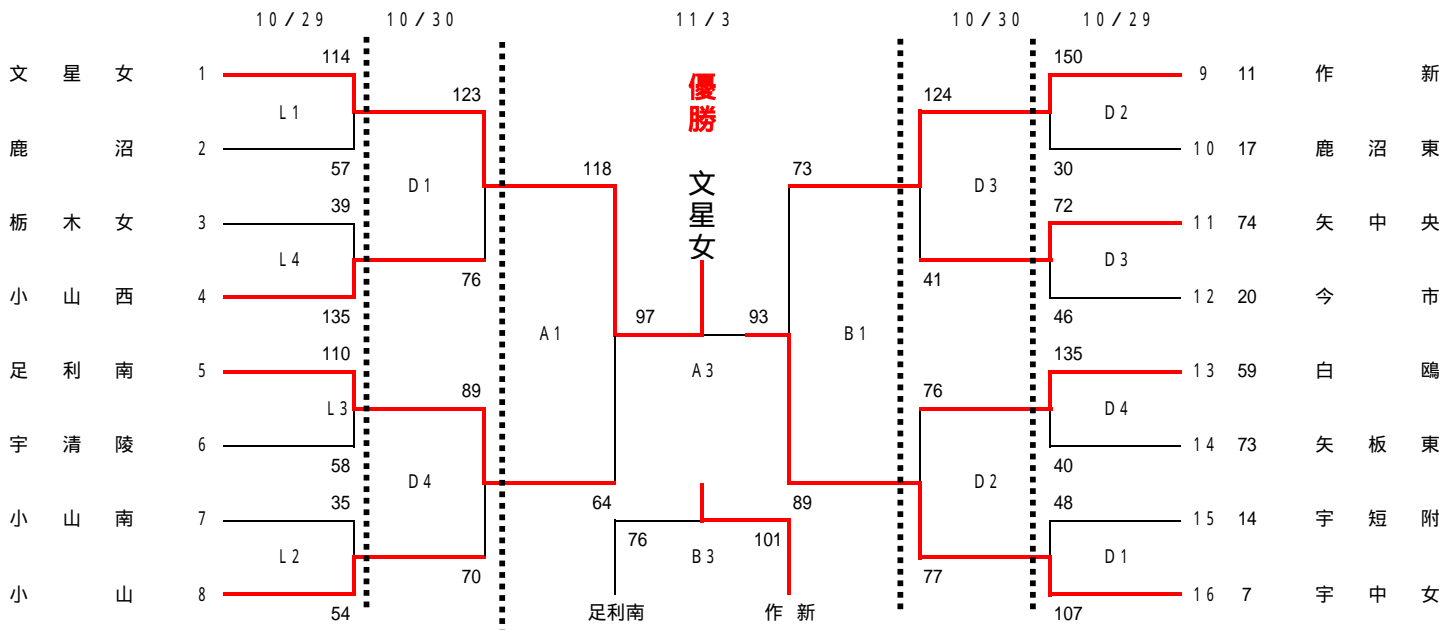 10/29 10/30 11/3 10/30 10/29
114 150
文星女 1 9 11 作新
123 優勝 124
L1 D2
鹿沼 2 10 17 鹿沼東
57 118 文星女 73 30
D1 D3
39 72
栃木女 3 11 74 矢中央
L4 D3
76 41
小山西 4 12 20 今市
135 97 93 46
A1 B1
110 A3 135
足利南 5 13 59 白鴎
89 76
L3 D4
宇清陵 6 14 73 矢板東
58 40
D4 D2
35 64 89 48
小山南 7 15 14 宇短附
76 101
L2 B3 D1
70 77
小山 8 16 7 宇中女
54 足利南 作新 107